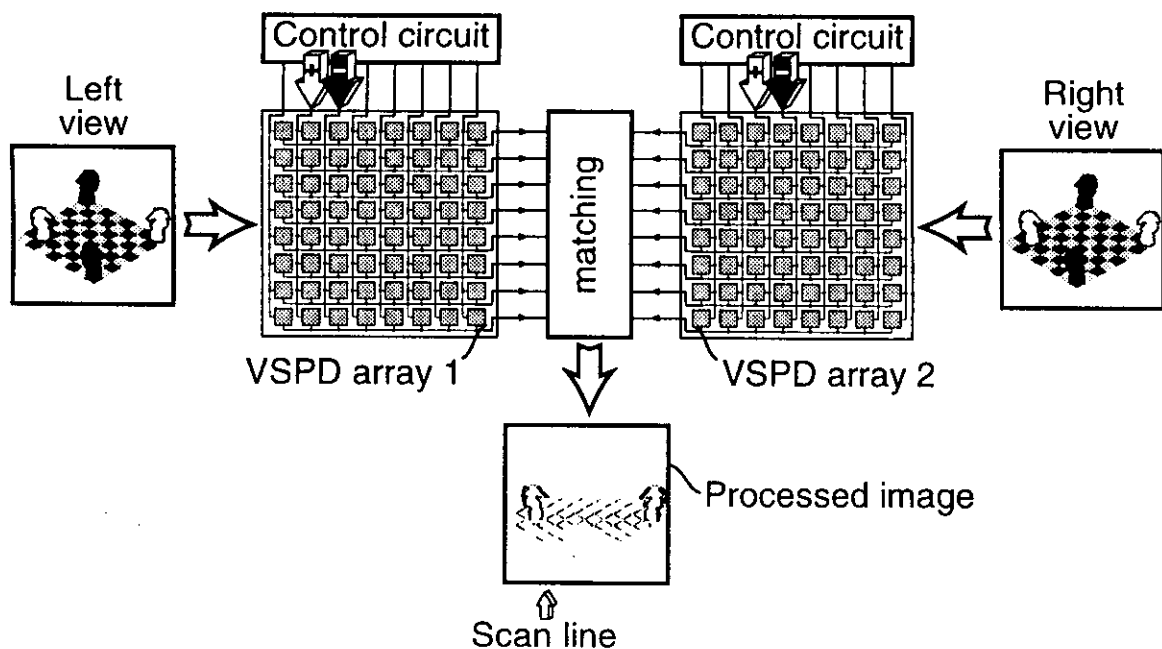 Control circuit
Control circuit
+
−
+
−
Left
view
Right
view
matching
VSPD array 1
VSPD array 2
Processed image
Scan line